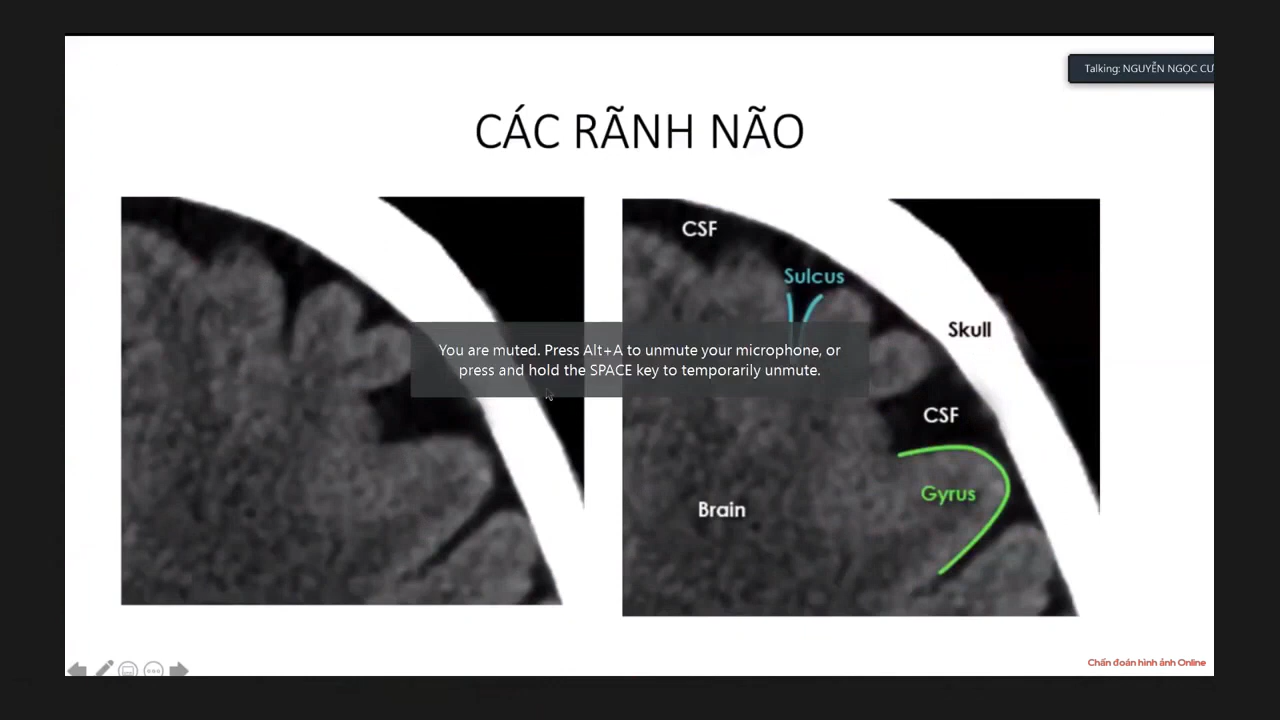 Talking: NGUYỄN NGỌC CƯ
CÁC RÃNH NÃO
CSF
Sulcus
Skull
You are muted. Press Alt+A to unmute your microphone, or
press and hold the SPACE key to temporarily unmute.
CSF
Gyrus
Brain
Chẩn đoán hình ảnh Online